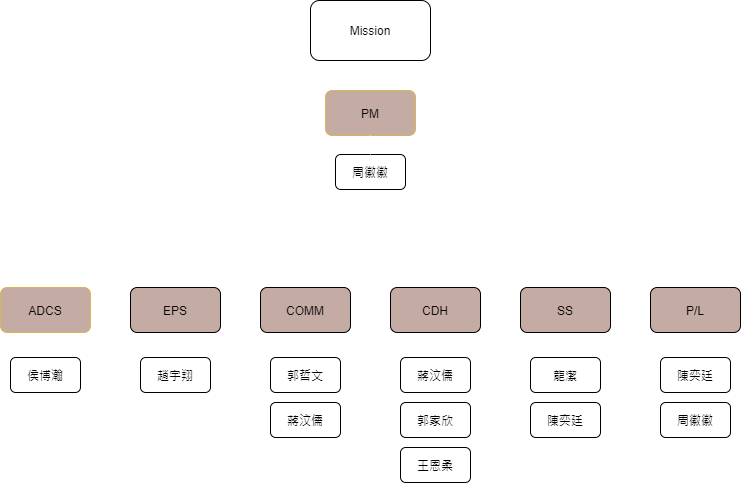 Mission
PM
周徽徽
ADCS
EPS
COMM
CDH
SS
P/L
侯博瀚
趙宇翔
郭哲文
蔣汶儒
龍潔
陳奕廷
蔣汶儒
郭家欣
陳奕廷
周徽徽
王恩柔